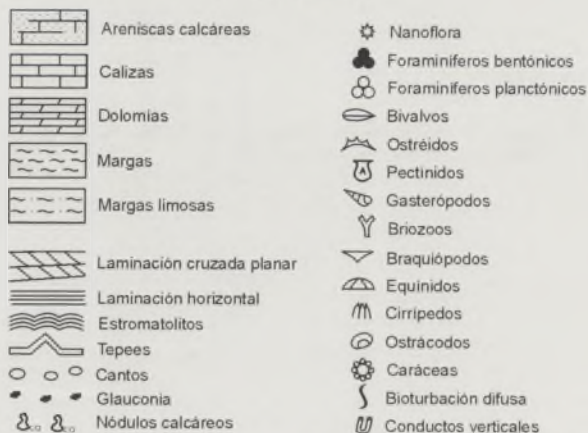 Areniscas calcáreas
Calizas
Dolomías
Margas
Margas limosas
Laminación cruzada planar
Laminación horizontal
Estromatolitos
Tepees
Cantos
Glauconia
Nódulos calcáreos
Nanoflora
Foraminíferos bentónicos
Foraminíferos planctónicos
Bivalvos
Ostréidos
Pectinidos
Gasterópodos
Briozoos
Braquiópodos
Equínidos
Cirrípedos
Ostrácodos
Caráceas
Bioturbación difusa
Conductos verticales